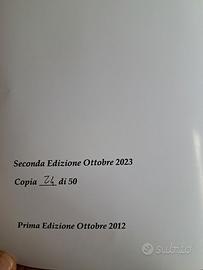 Seconda Edizione Ottobre 2023
Copia 24 di 50
Prima Edizione Ottobre 2012
subito